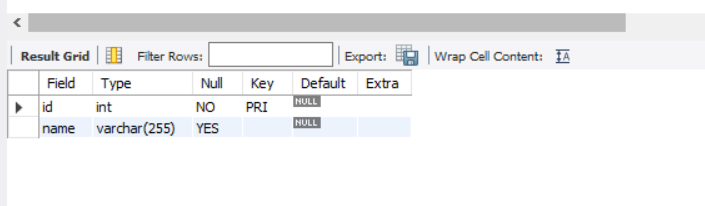 Result Grid Filter Rows: Export: Wrap Cell Content: IA
Field Type Null Key Default Extra
id int NO PRI NULL
name varchar(255) YES NULL